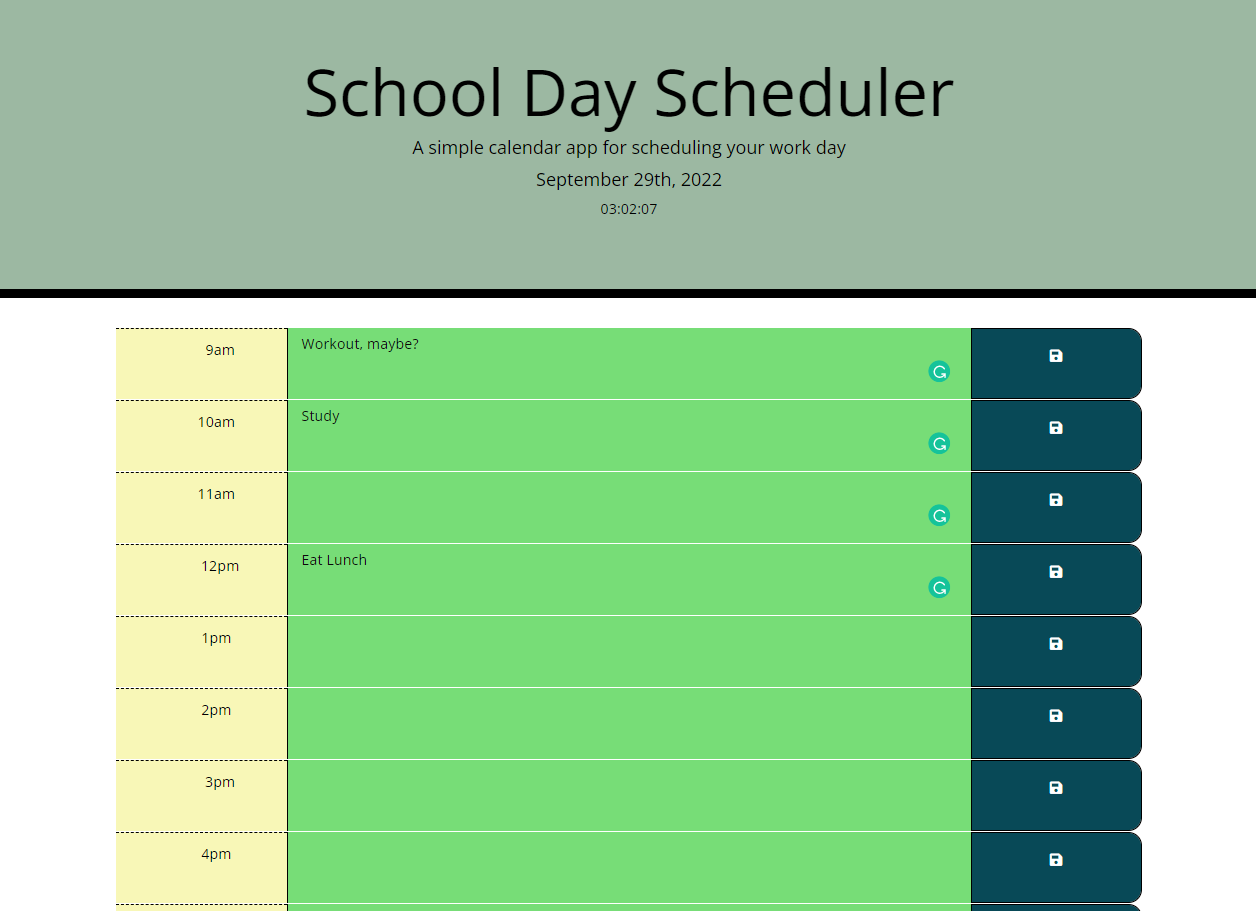 School Day Scheduler
A simple calendar app for scheduling your work day
September 29th, 2022
03:02:07
9am Workout, maybe?
10am Study
11am
12pm Eat Lunch
1pm
2pm
3pm
4pm